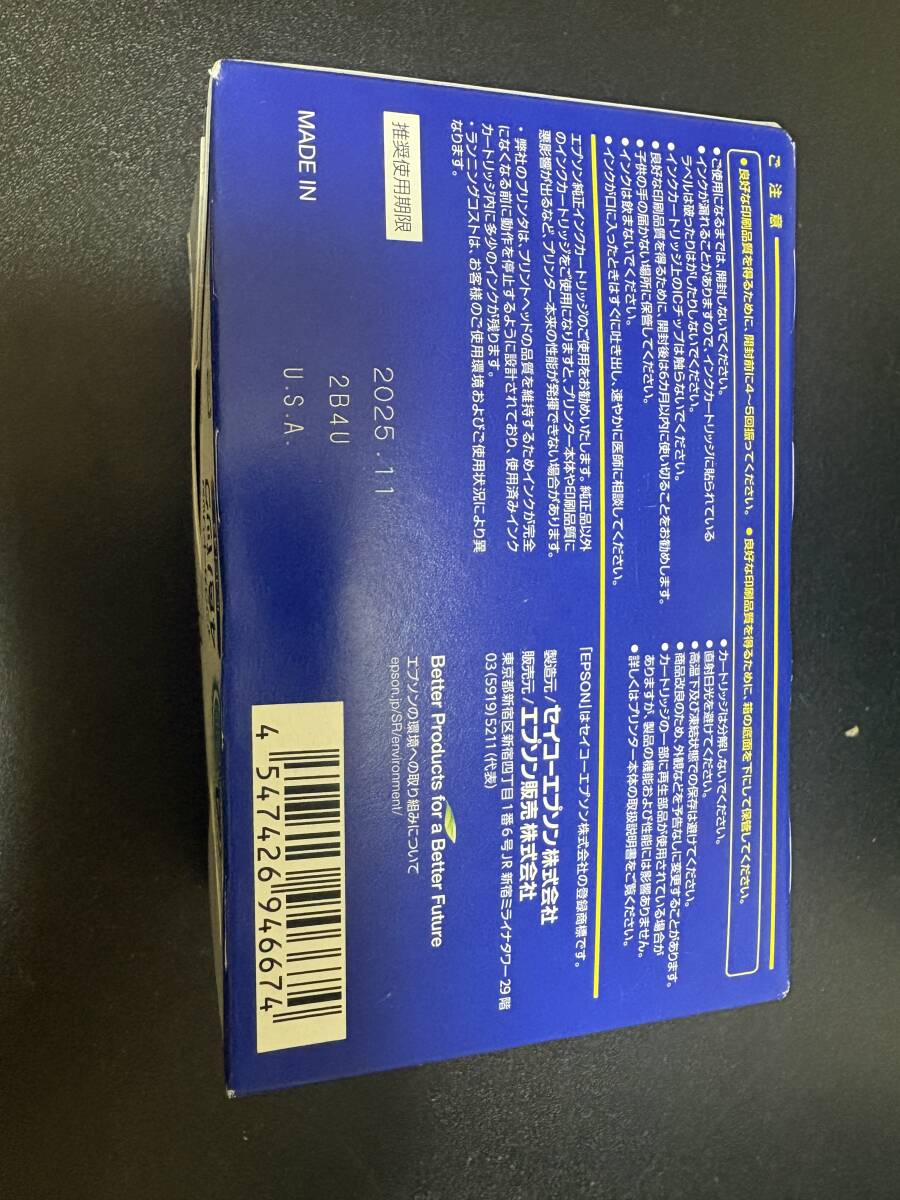 ご注意
●良好な印刷品質を得るために、開封前に4～5回振ってください。 ●良好な印刷品質を得るために、箱の底面を下にして保管してください。
●ご使用になるまでは、開封しないでください。
●インクが漏れることがありますので、インクカートリッジに貼られている
ラベルは破ったりはがしたりしないでください。
●インクカートリッジ上のICチップは触らないでください。
●良好な印刷品質を得るために、開封後は6カ月以内に使い切ることをお勧めします。
●子供の手の届かない場所に保管してください。
●インクは飲まないでください。
●インクが口に入ったときはすぐに吐き出し、速やかに医師に相談してください。
●カートリッジは分解しないでください。
●直射日光を避けてください。
●高温下及び凍結状態での保存は避けてください。
●商品改良のため、外観などを予告なしに変更することがあります。
●カートリッジの一部に再生部品が使用されている場合が
ありますが、製品の機能および性能には影響ありません。
●詳しくはプリンター本体の取扱説明書をご覧ください。
エプソン純正インクカートリッジのご使用をお勧めいたします。純正品以外
のインクカートリッジをご使用になりますと、プリンター本体や印刷品質に
悪影響が出るなど、プリンター本来の性能が発揮できない場合があります。
・弊社のプリンタは、プリントヘッドの品質を維持するためインクが完全
になくなる前に動作を停止するように設計されており、使用済みインク
カートリッジ内に多少のインクが残ります。
・ランニングコストは、お客様のご使用環境およびご使用状況により異
なります。
「EPSON」はセイコーエプソン株式会社の登録商標です。
製造元/セイコーエプソン株式会社
販売元/エプソン販売 株式会社
東京都新宿区新宿四丁目1番6号 JR 新宿ミライナタワー 29階
03(5919)5211(代表)
Better Products for a Better Future
エプソンの環境への取り組みについて
epson.jp/SR/environment/
推奨使用期限
2025.11
2B4U
MADE IN
U.S.A.
4 547426 946674